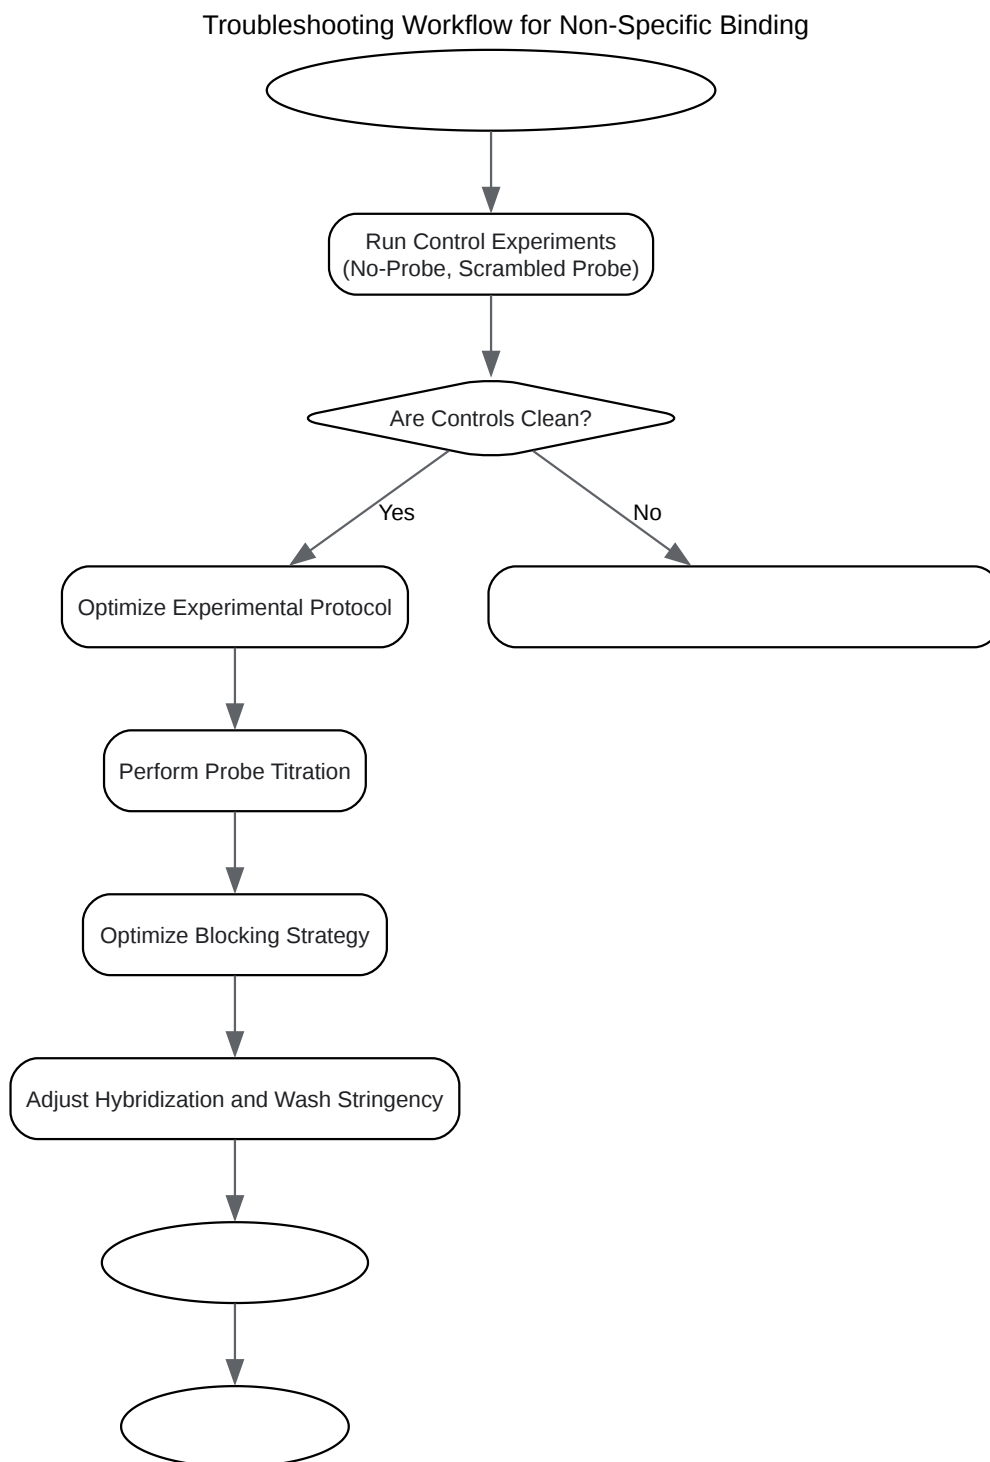 Troubleshooting Workflow for Non-Specific Binding
Run Control Experiments
(No-Probe, Scrambled Probe)
Are Controls Clean?
Yes
No
Optimize Experimental Protocol
Perform Probe Titration
Optimize Blocking Strategy
Adjust Hybridization and Wash Stringency